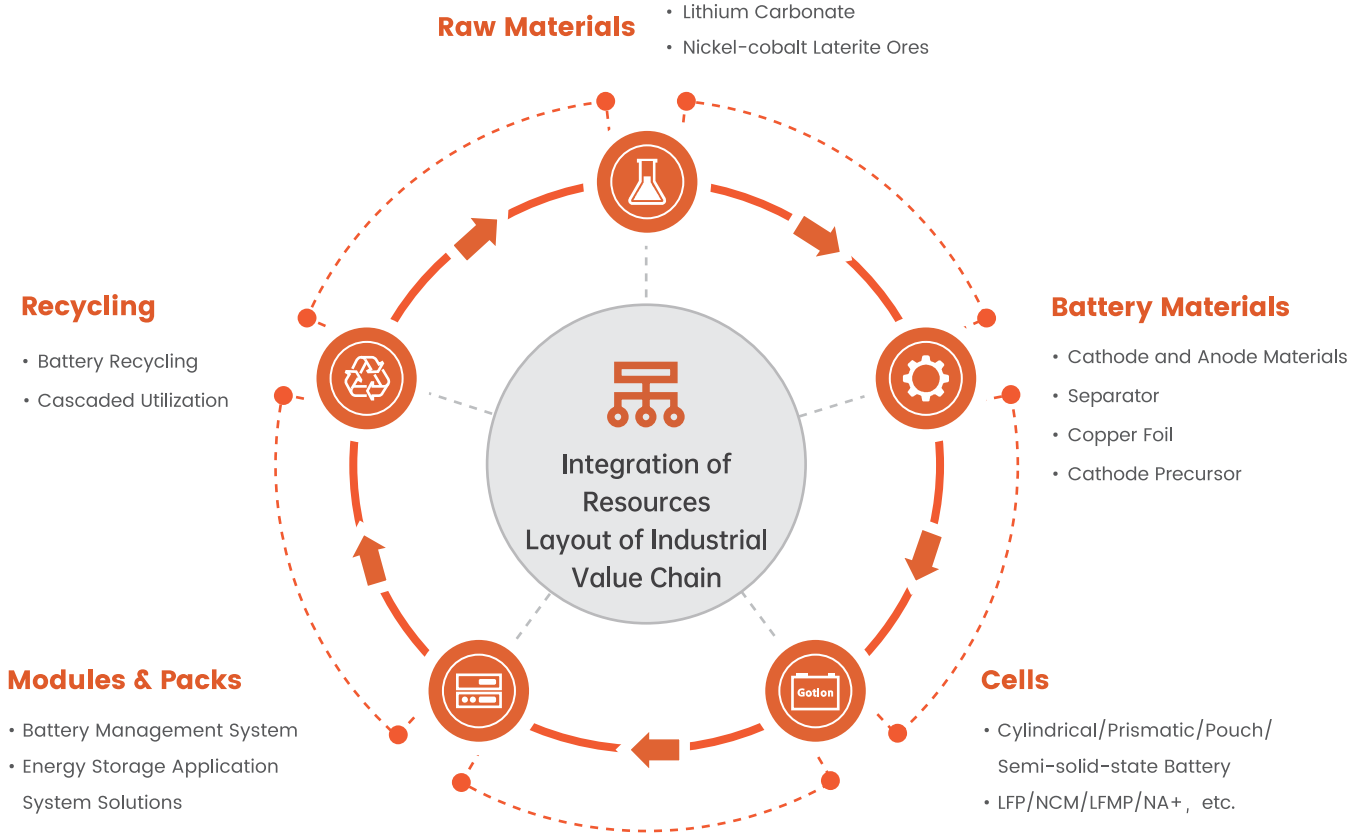 Raw Materials
• Lithium Carbonate
• Nickel-cobalt Laterite Ores
Battery Materials
• Cathode and Anode Materials
• Separator
• Copper Foil
• Cathode Precursor
Cells
• Cylindrical/Prismatic/Pouch/
Semi-solid-state Battery
• LFP/NCM/LFMP/NA+, etc.
Gotion
Modules & Packs
• Battery Management System
• Energy Storage Application
System Solutions
Recycling
• Battery Recycling
• Cascaded Utilization
Integration of
Resources
Layout of Industrial
Value Chain